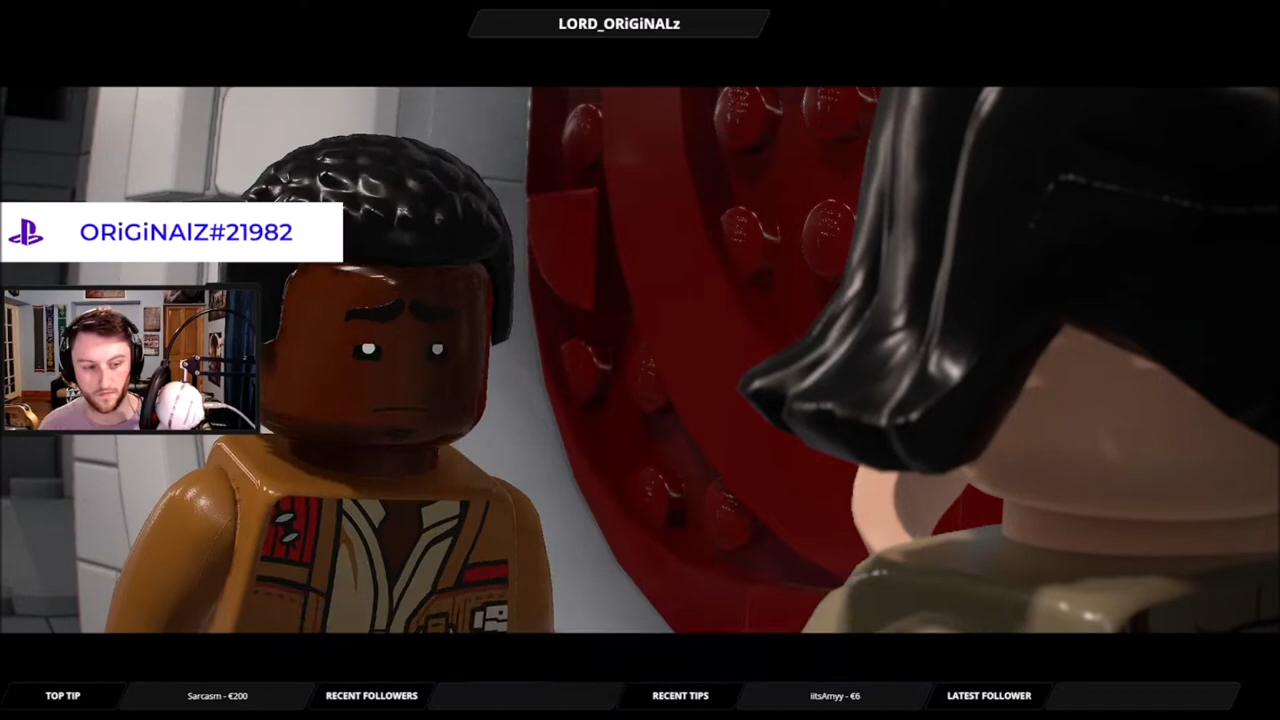 LORD_ORiGiNALz
ORiGiNAlZ#21982
TOP TIP
Sarcasm - €200
RECENT FOLLOWERS
RECENT TIPS
iitsAmyy - €6
LATEST FOLLOWER